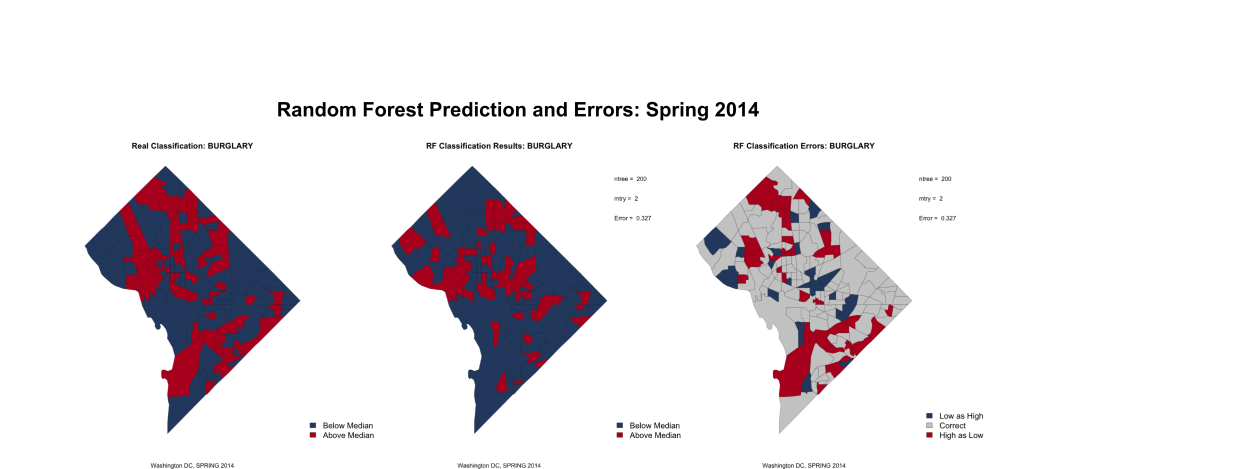 Random Forest Prediction and Errors: Spring 2014
Real Classification: BURGLARY
Below Median
Above Median
Washington DC, SPRING 2014
RF Classification Results: BURGLARY
ntree = 200
mtry = 2
Error = 0.327
Below Median
Above Median
Washington DC, SPRING 2014
RF Classification Errors: BURGLARY
ntree = 200
mtry = 2
Error = 0.327
Low as High
Correct
High as Low
Washington DC, SPRING 2014